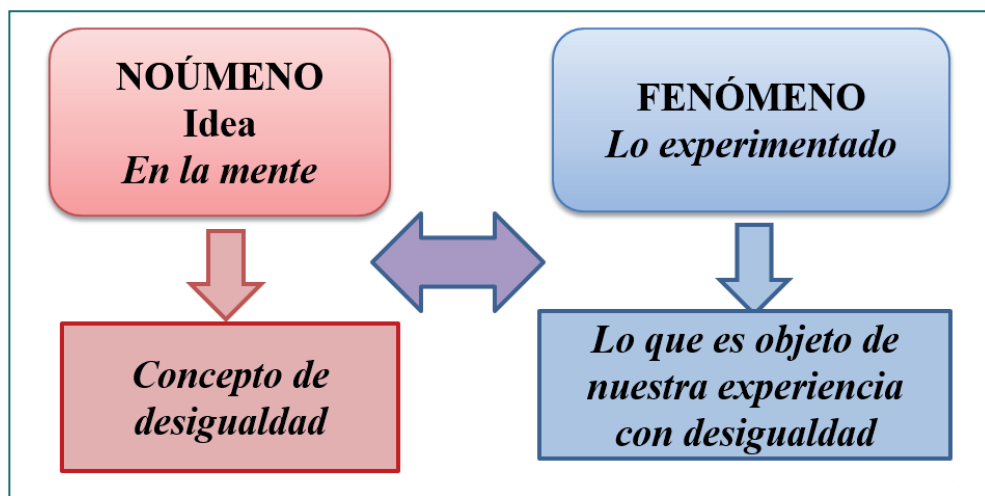 NOÚMENO
Idea
En la mente
FENÓMENO
Lo experimentado
Concepto de
desigualdad
Lo que es objeto de
nuestra experiencia
con desigualdad